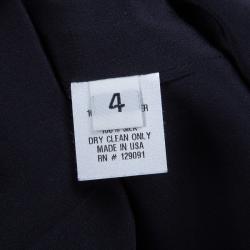 4
DRY CLEAN ONLY
MADE IN USA
RN # 129091